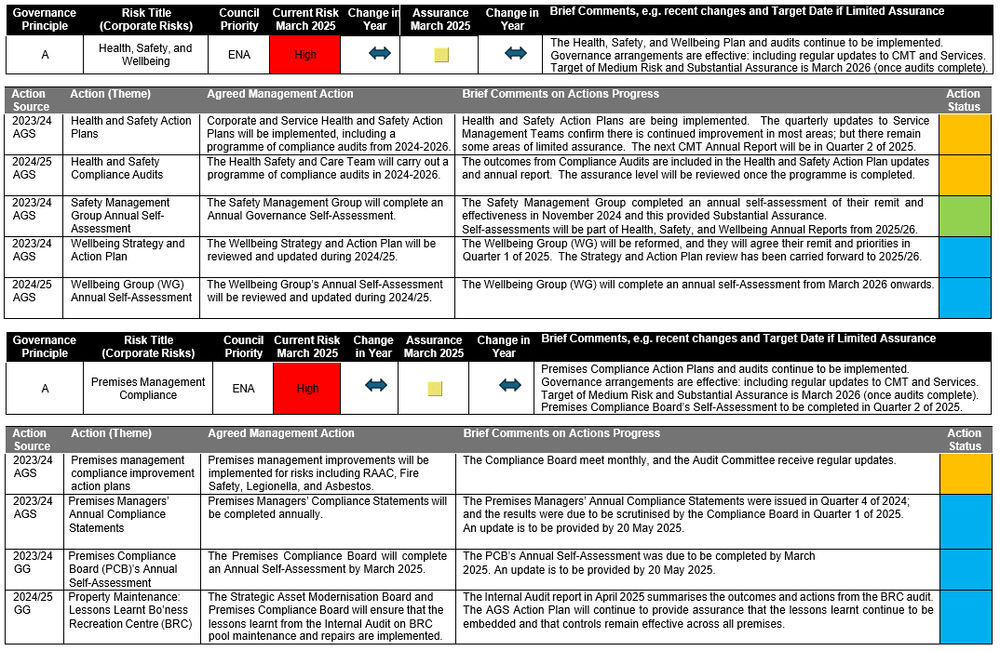 Governance Principle | Risk Title (Corporate Risks) | Council Priority | Current Risk March 2025 | Change in Year | Assurance March 2025 | Change in Year | Brief Comments, e.g. recent changes and Target Date if Limited Assurance
A | Health, Safety, and Wellbeing | ENA | High
The Health, Safety, and Wellbeing Plan and audits continue to be implemented.
Governance arrangements are effective: including regular updates to CMT and Services.
Target of Medium Risk and Substantial Assurance is March 2026 (once audits complete).
Action Source | Action (Theme) | Agreed Management Action | Brief Comments on Actions Progress | Action Status
2023/24
AGS
Health and Safety Action
Plans
Corporate and Service Health and Safety Action
Plans will be implemented, including a
programme of compliance audits from 2024-2026.
Health and Safety Action Plans are being implemented. The quarterly updates to Service
Management Teams confirm there is continued improvement in most areas; but there remain
some areas of limited assurance. The next CMT Annual Report will be in Quarter 2 of 2025.
2024/25
AGS
Health and Safety
Compliance Audits
The Health Safety and Care Team will carry out a
programme of compliance audits in 2024-2026.
The outcomes from Compliance Audits are included in the Health and Safety Action Plan updates
and annual report. The assurance level will be reviewed once the programme is completed.
2023/24
AGS
Safety Management
Group Annual Self-
Assessment
The Safety Management Group will complete an
Annual Governance Self-Assessment.
The Safety Management Group completed an annual self-assessment of their remit and
effectiveness in November 2024 and this provided Substantial Assurance.
Self-assessments will be part of Health, Safety, and Wellbeing Annual Reports from 2025/26.
2023/24
AGS
Wellbeing Strategy and
Action Plan
The Wellbeing Strategy and Action Plan will be
reviewed and updated during 2024/25.
The Wellbeing Group (WG) will be reformed, and they will agree their remit and priorities in
Quarter 1 of 2025. The Strategy and Action Plan review has been carried forward to 2025/26.
2024/25
AGS
Wellbeing Group (WG)
Annual Self-Assessment
The Wellbeing Group's Annual Self-Assessment
will be reviewed and updated during 2024/25.
The Wellbeing Group (WG) will complete an annual self-Assessment from March 2026 onwards.
Governance Principle | Risk Title (Corporate Risks) | Council Priority | Current Risk March 2025 | Change in Year | Assurance March 2025 | Change in Year | Brief Comments, e.g. recent changes and Target Date if Limited Assurance
A | Premises Management Compliance | ENA | High
Premises Compliance Action Plans and audits continue to be implemented.
Governance arrangements are effective: including regular updates to CMT and Services.
Target of Medium Risk and Substantial Assurance is March 2026 (once audits complete).
Premises Compliance Board's Self-Assessment to be completed in Quarter 2 of 2025.
Action Source | Action (Theme) | Agreed Management Action | Brief Comments on Actions Progress | Action Status
2023/24
AGS
Premises management
compliance improvement
action plans
Premises management improvements will be
implemented for risks including RAAC, Fire
Safety, Legionella, and Asbestos.
The Compliance Board meet monthly, and the Audit Committee receive regular updates.
2023/24
AGS
Premises Managers'
Annual Compliance
Statements
Premises Managers' Compliance Statements will
be completed annually.
The Premises Managers' Annual Compliance Statements were issued in Quarter 4 of 2024;
and the results were due to be scrutinised by the Compliance Board in Quarter 1 of 2025.
An update is to be provided by 20 May 2025.
2023/24
GG
Premises Compliance
Board (PCB)'s Annual
Self-Assessment
The Premises Compliance Board will complete
an Annual Self-Assessment by March 2025.
The PCB's Annual Self-Assessment was due to be completed by March
2025. An update is to be provided by 20 May 2025.
2024/25
GG
Property Maintenance:
Lessons Learnt Bo'ness
Recreation Centre (BRC)
The Strategic Asset Modernisation Board and
Premises Compliance Board will ensure that the
lessons learnt from the Internal Audit on BRC
pool maintenance and repairs are implemented.
The Internal Audit report in April 2025 summarises the outcomes and actions from the BRC audit.
The AGS Action Plan will continue to provide assurance that the lessons learnt continue to be
embedded and that controls remain effective across all premises.